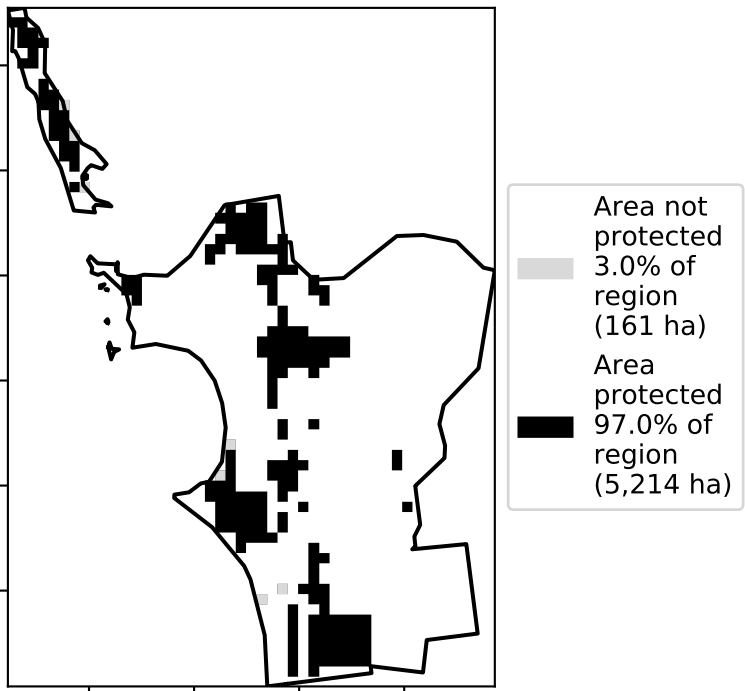 Area not
protected
3.0% of
region
(161 ha)
Area
protected
97.0% of
region
(5,214 ha)